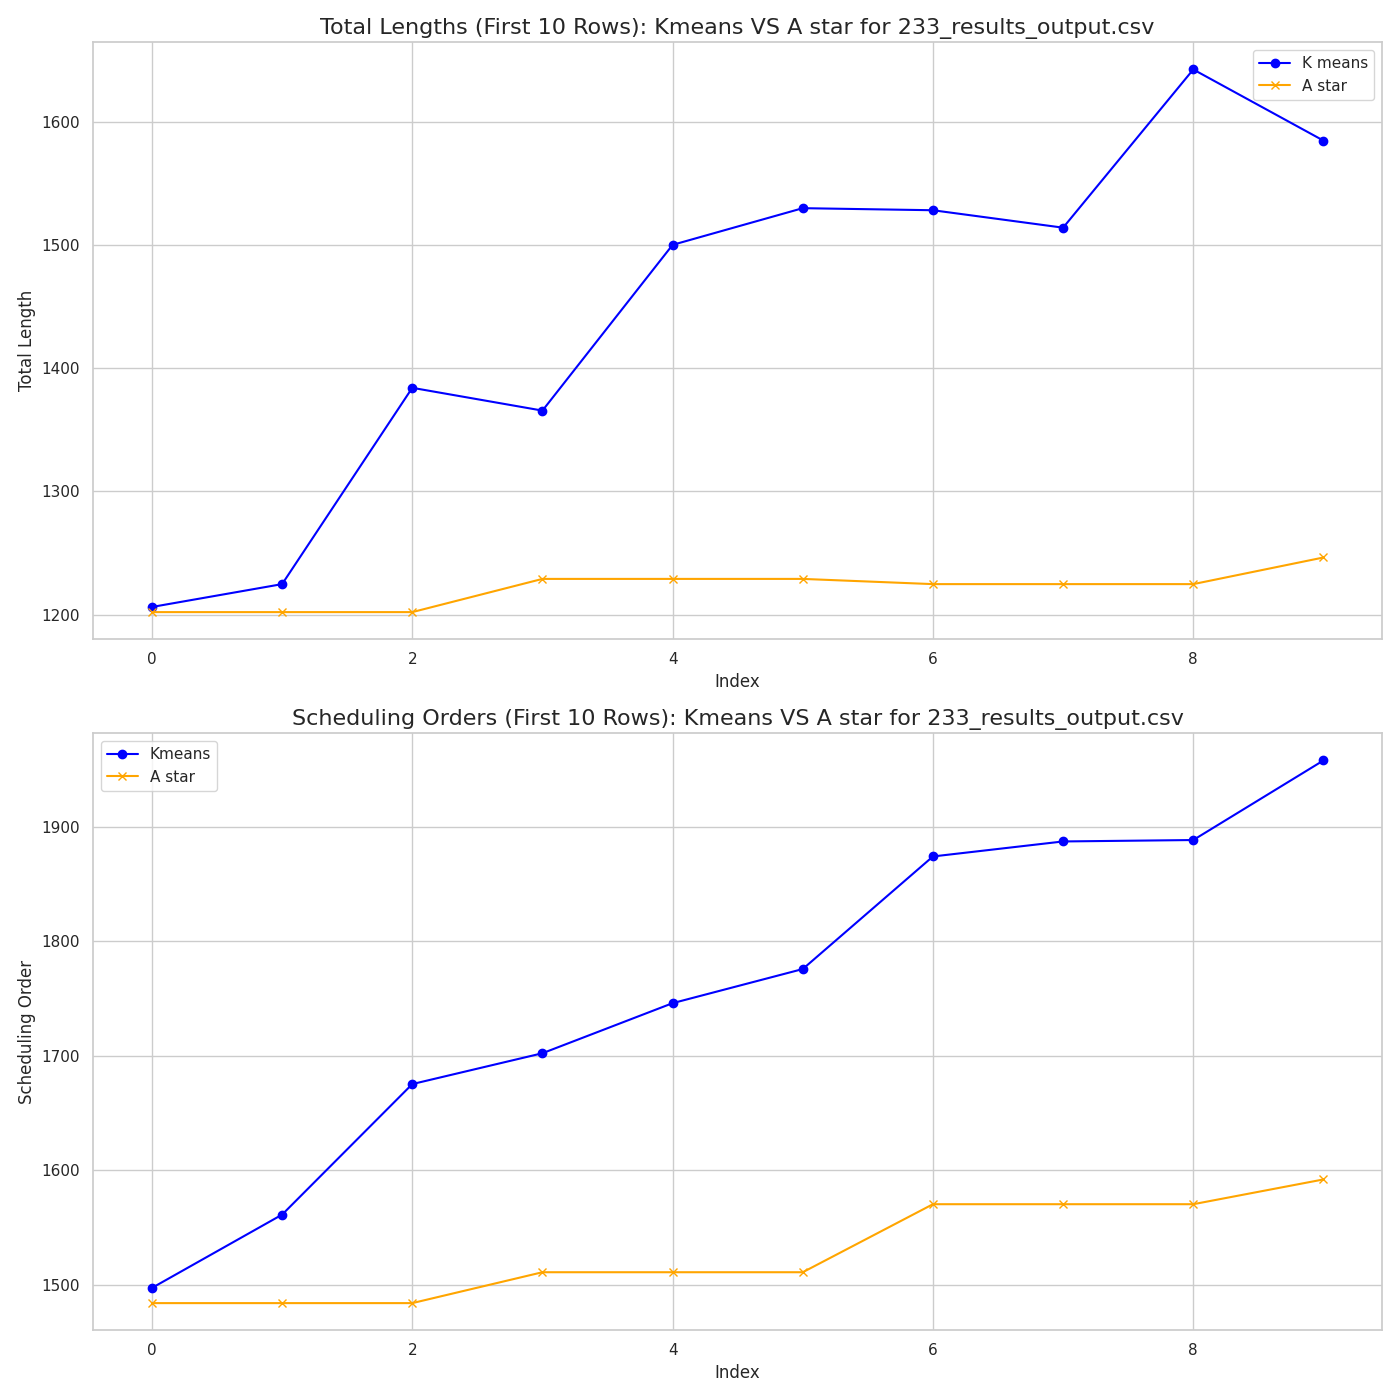 Total Lengths (First 10 Rows): Kmeans VS A star for 233_results_output.csv
K means
A star
1600
1500
1400
1300
1200
Total Length
0 2 4 6 8
Index
Scheduling Orders (First 10 Rows): Kmeans VS A star for 233_results_output.csv
Kmeans
A star
1900
1800
1700
1600
1500
Scheduling Order
0 2 4 6 8
Index